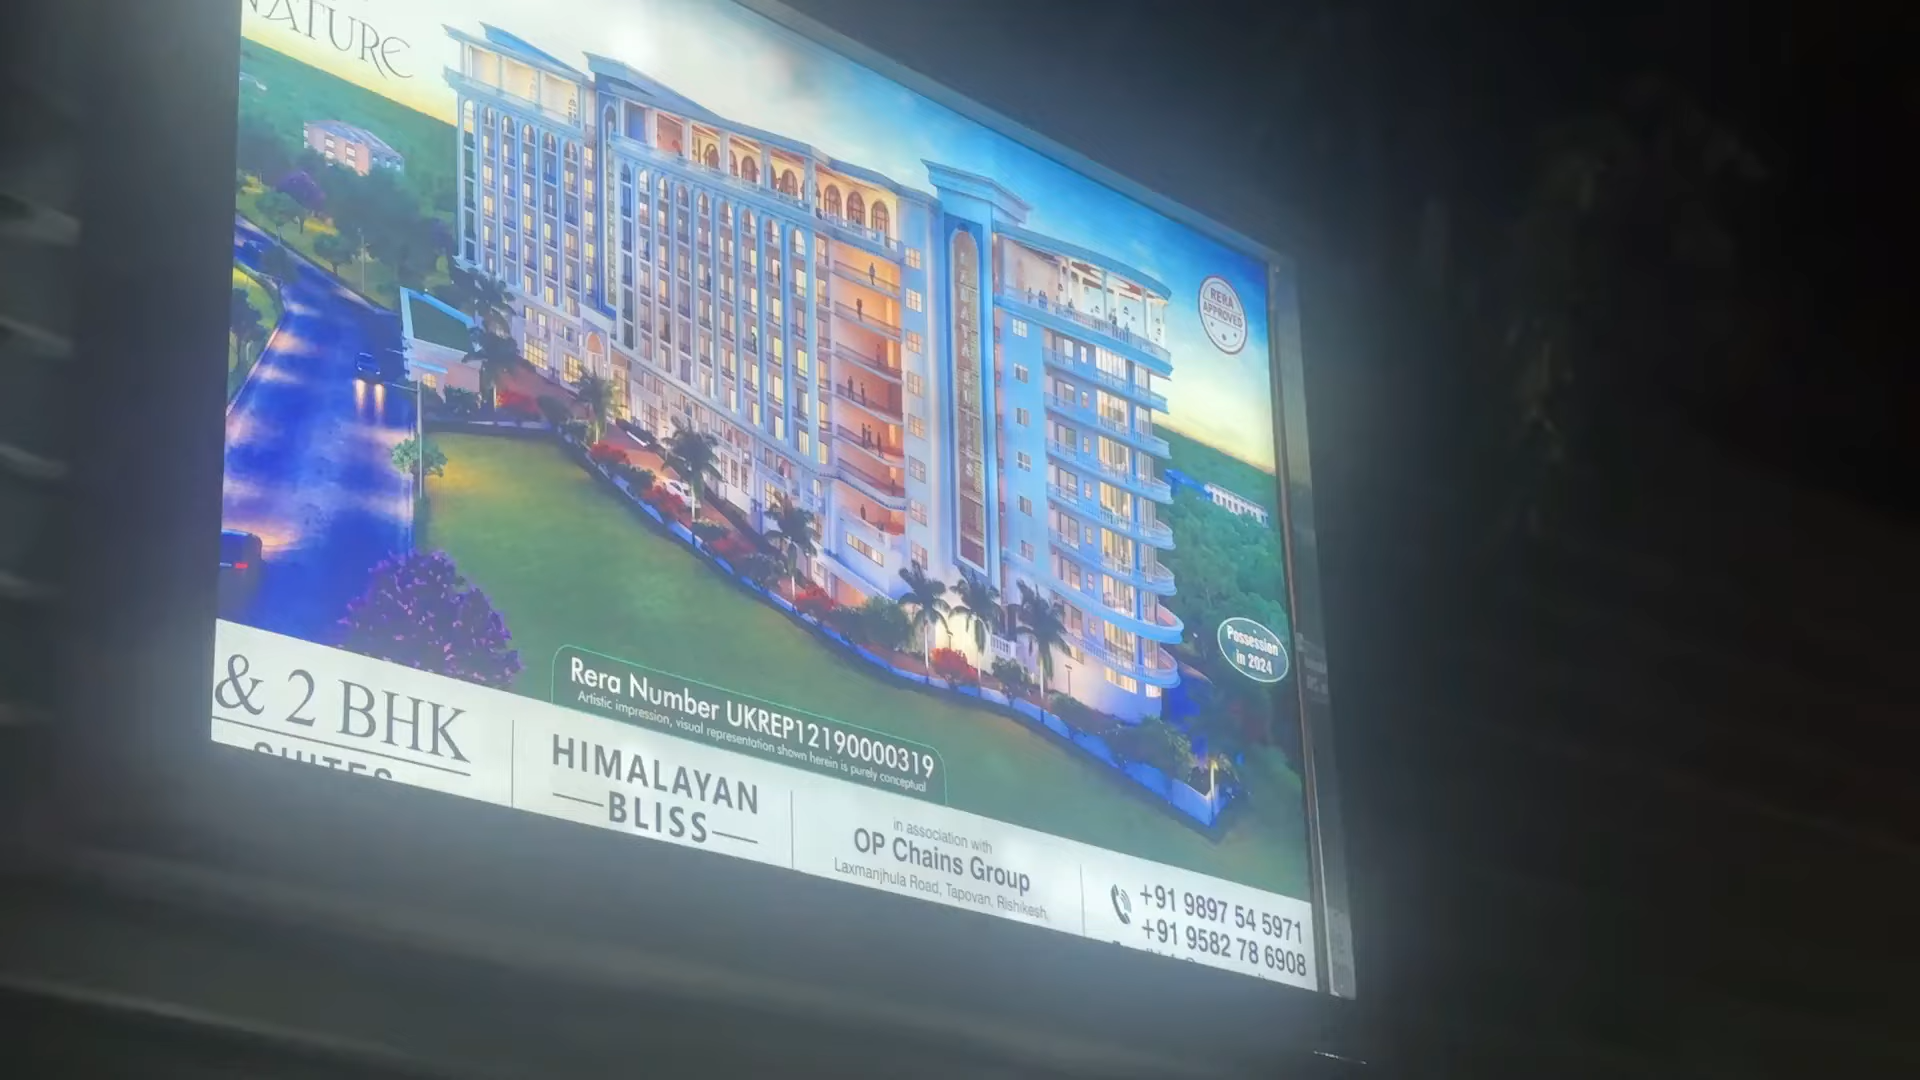 NATURE
RERA
APPROVED
Possession
in 2024
Rera Number UKREP12190000319
Artistic impression, visual representation shown herein is purely conceptual
& 2 BHK
SUITES
HIMALAYAN
BLISS
in association with
OP Chains Group
Laxmanjhula Road, Tapovan, Rishikesh,
+91 9897 54 5971
+91 9582 78 6908